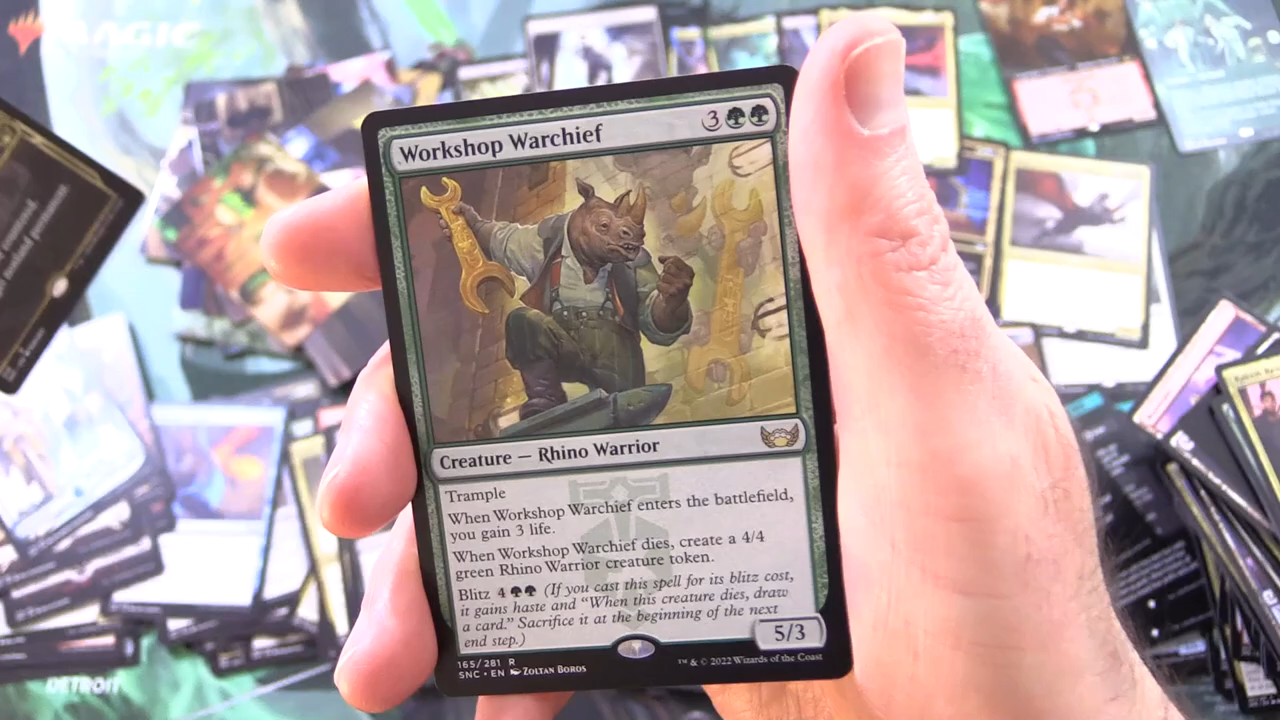 MAGIC
Workshop Warchief
3
Creature — Rhino Warrior
Trample
When Workshop Warchief enters the battlefield,
you gain 3 life.
When Workshop Warchief dies, create a 4/4
green Rhino Warrior creature token.
Blitz 4 (If you cast this spell for its blitz cost,
it gains haste and “When this creature dies, draw
a card.” Sacrifice it at the beginning of the next
end step.)
5/3
165/281 R
SNC • EN Zoltan Boros
™ & © 2022 Wizards of the Coast
DETROIT